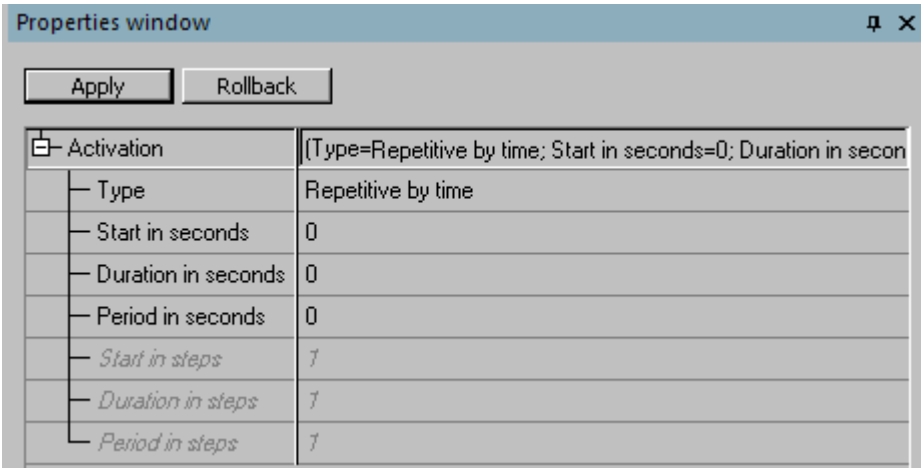 Properties window
Apply Rollback
Activation (Type=Repetitive by time; Start in seconds=0; Duration in secon
Type Repetitive by time
Start in seconds 0
Duration in seconds 0
Period in seconds 0
Start in steps 1
Duration in steps 1
Period in steps 1